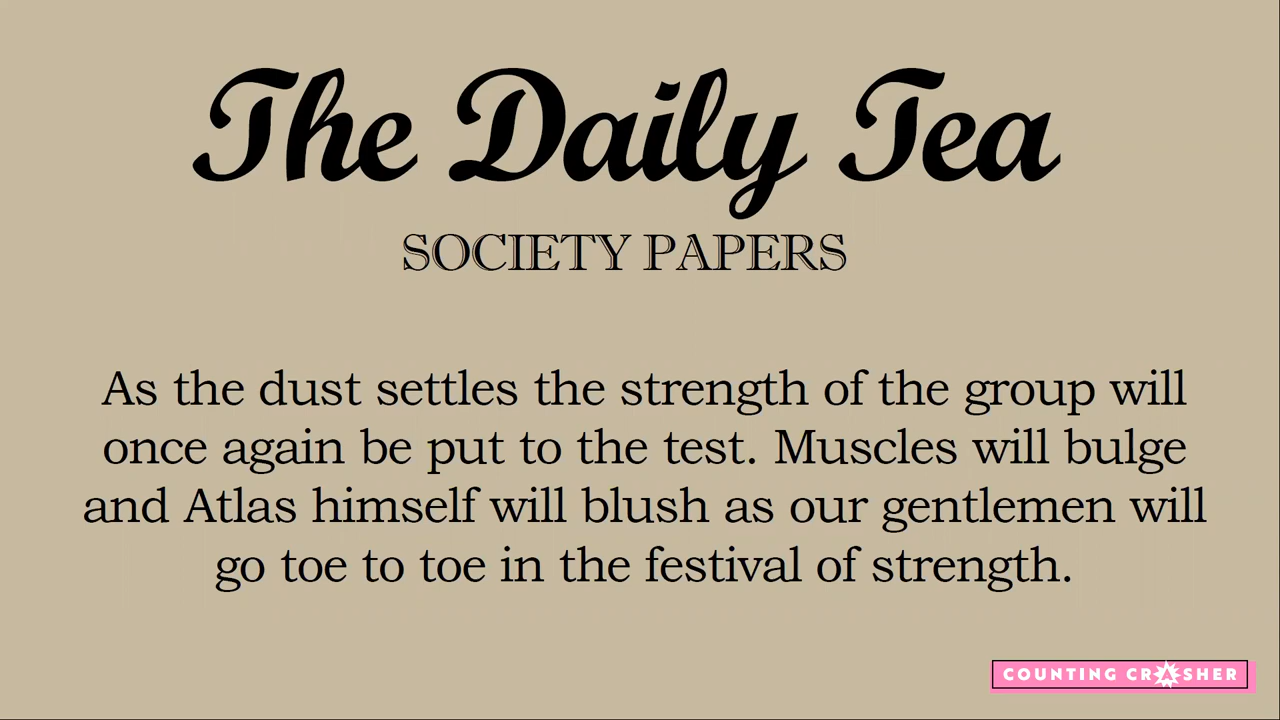 The Daily Tea
SOCIETY PAPERS
As the dust settles the strength of the group will
once again be put to the test. Muscles will bulge
and Atlas himself will blush as our gentlemen will
go toe to toe in the festival of strength.
COUNTING CRASHER